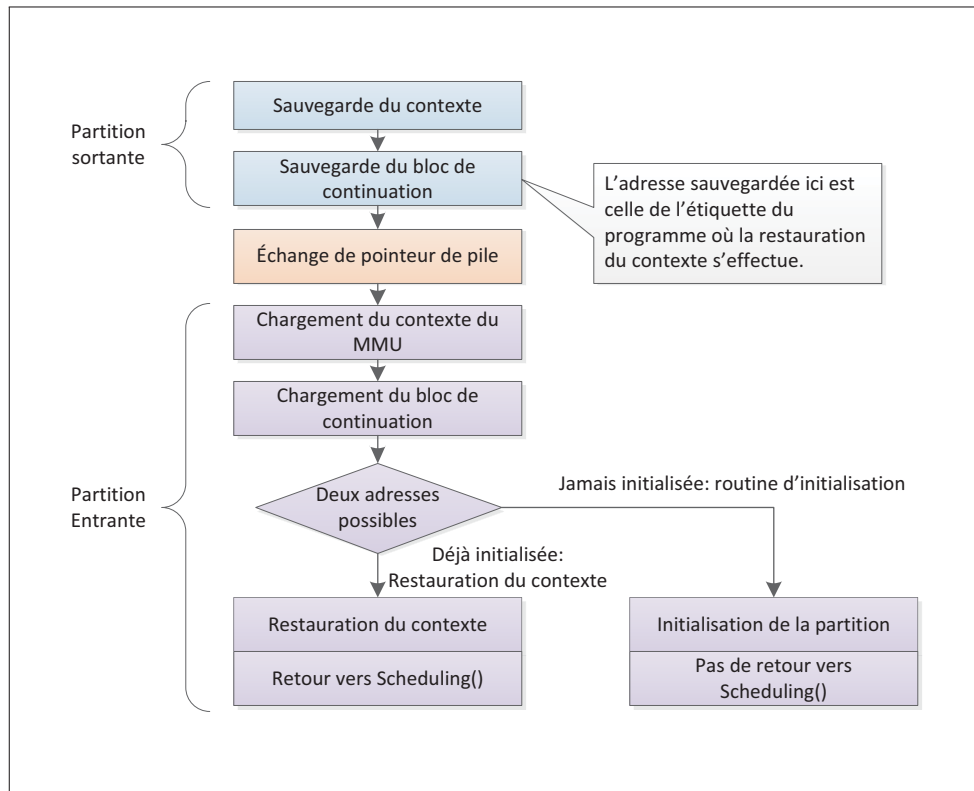 Sauvegarde du contexte
Partition
sortante
Sauvegarde du bloc de
continuation
L’adresse sauvegardée ici est
celle de l’étiquette du
programme où la restauration
du contexte s’effectue.
Échange de pointeur de pile
Chargement du contexte du
MMU
Chargement du bloc de
continuation
Partition
Entrante
Deux adresses
possibles
Jamais initialisée: routine d’initialisation
Déjà initialisée:
Restauration du contexte
Restauration du contexte
Retour vers Scheduling()
Initialisation de la partition
Pas de retour vers
Scheduling()